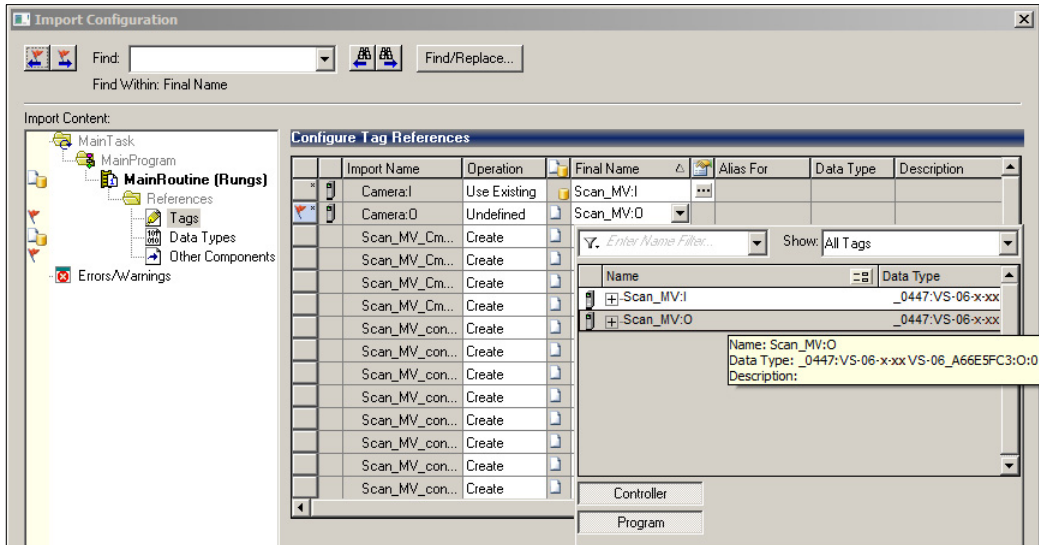 Import Configuration
Find:
Find/Replace...
Find Within: Final Name
Import Content:
MainTask
MainProgram
MainRoutine (Rungs)
References
Tags
Data Types
Other Components
Errors/Warnings
Configure Tag References
Import Name Operation Final Name Alias For Data Type Description
Camera:I Use Existing Scan_MV:I ...
Camera:O Undefined Scan_MV:O
Scan_MV_Cm... Create
Scan_MV_Cm... Create
Scan_MV_Cm... Create
Scan_MV_con... Create
Scan_MV_con... Create
Scan_MV_con... Create
Scan_MV_con... Create
Scan_MV_con... Create
Scan_MV_con... Create
Scan_MV_con... Create
Scan_MV_con... Create
Scan_MV_con... Create
Enter Name Filter... Show: All Tags
Name Data Type
Scan_MV:I _0447:VS-06-x-xx
Scan_MV:O _0447:VS-06-x-xx
Name: Scan_MV:O
Data Type: _0447:VS-06-x-xx VS-06_A66E5FC3:O:0
Description:
Controller
Program